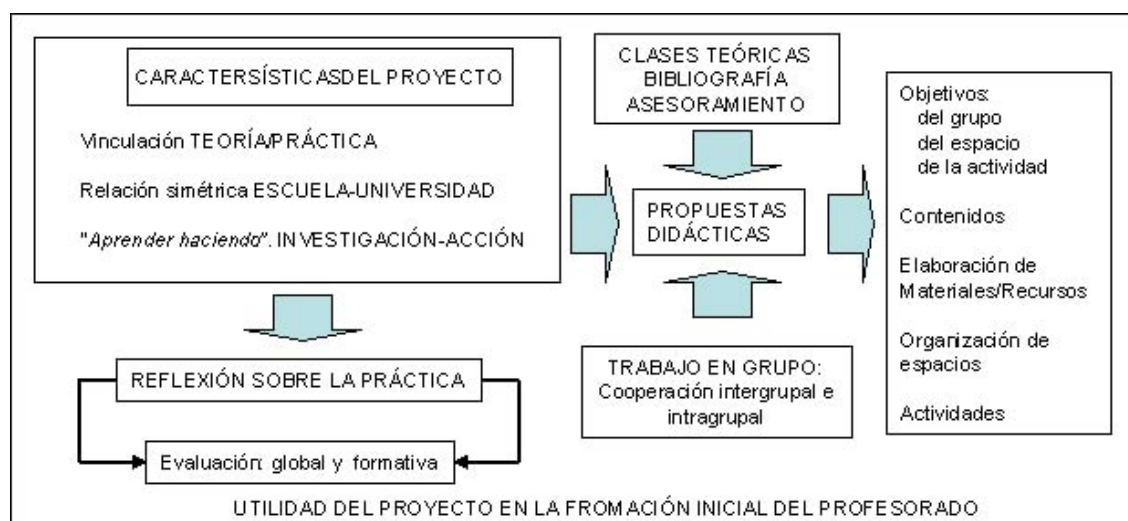 CARACTERSÍSTICASDEL PROYECTO
Vinculación TEORÍA/PRÁCTICA
Relación simétrica ESCUELA-UNIVERSIDAD
"Aprender haciendo". INVESTIGACIÓN-ACCIÓN
CLASES TEÓRICAS
BIBLIOGRAFÍA
ASESORAMIENTO
PROPUESTAS
DIDÁCTICAS
TRABAJO EN GRUPO:
Cooperación intergrupal e
intragrupal
Objetivos:
del grupo
del espacio
de la actividad
Contenidos
Elaboración de
Materiales/Recursos
Organización de
espacios
Actividades
REFLEXIÓN SOBRE LA PRÁCTICA
Evaluación: global y formativa
UTILIDAD DEL PROYECTO EN LA FROMACIÓN INICIAL DEL PROFESORADO